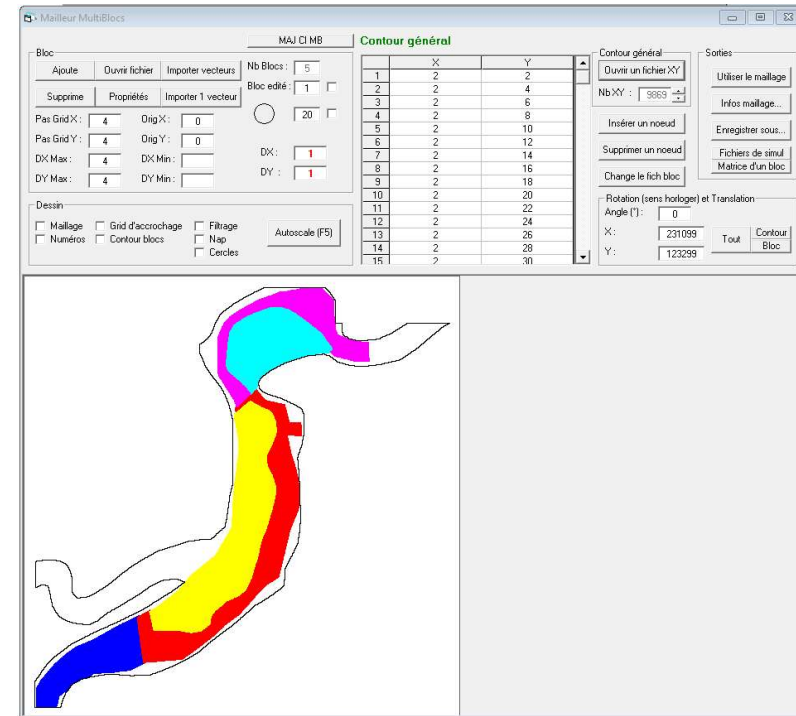 Mailleur MultiBlocs
MAJ CI MB
Contour général
Bloc
Ajoute
Ouvrir fichier
Importer vecteurs
Supprime
Propriétés
Importer 1 vecteur
Nb Blocs : 5
Bloc edité : 1
20
Pas Grid X : 4
Orig X : 0
Pas Grid Y : 4
Orig Y : 0
DX Max : 4
DX Min :
DY Max : 4
DY Min :
DX : 1
DY : 1
Dessin
Maillage
Grid d'accrochage
Filtrage
Numéros
Contour blocs
Nap
Cercles
Autoscale (F5)
X Y
1 2 2
2 2 4
3 2 6
4 2 8
5 2 10
6 2 12
7 2 14
8 2 16
9 2 18
10 2 20
11 2 22
12 2 24
13 2 26
14 2 28
15 2 30
Contour général
Ouvrir un fichier XY
Nb XY : 9869
Insérer un noeud
Supprimer un noeud
Change le fich bloc
Sorties
Utiliser le maillage
Infos maillage...
Enregistrer sous...
Fichiers de simul
Matrice d'un bloc
Rotation (sens horloger) et Translation
Angle (°) : 0
X : 231099
Y : 123299
Tout
Contour
Bloc